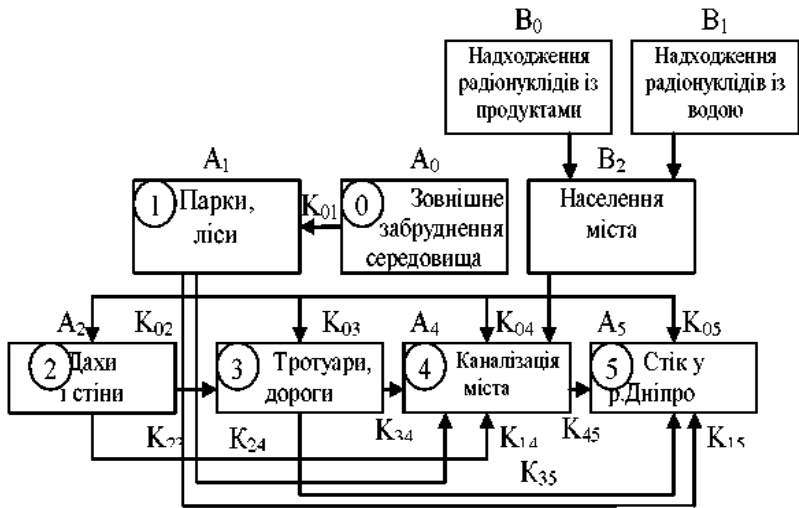 B₀
B₁
Надходження
радіонуклідів із
продуктами
Надходження
радіонуклідів із
водою
A₁
A₀
B₂
1
Парки,
ліси
K₀₁
0
Зовнішне
забруднення
середовища
Населення
міста
A₂
K₀₂
K₀₃
A₄
K₀₄
A₅
K₀₅
2
Дахи
і стіни
3
Тротуари,
дороги
4
Каналізація
міста
5
Стік у
р.Дніпро
K₂₃
K₂₄
K₃₄
K₁₄
K₄₅
K₁₅
K₃₅